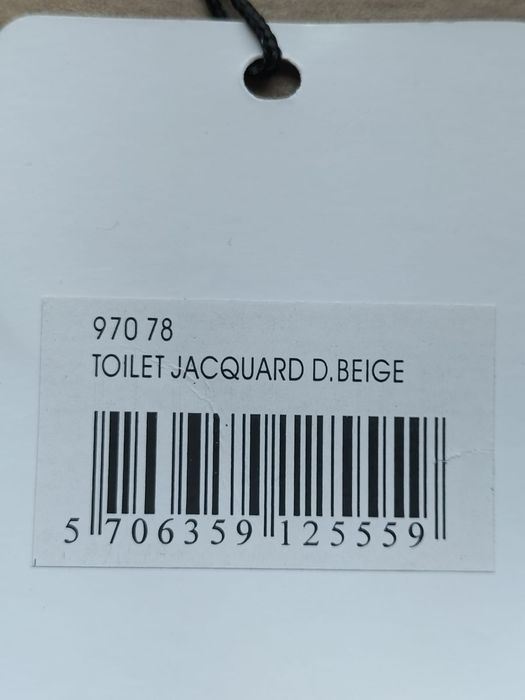 970 78
TOILET JACQUARD D.BEIGE
5 706359 125559